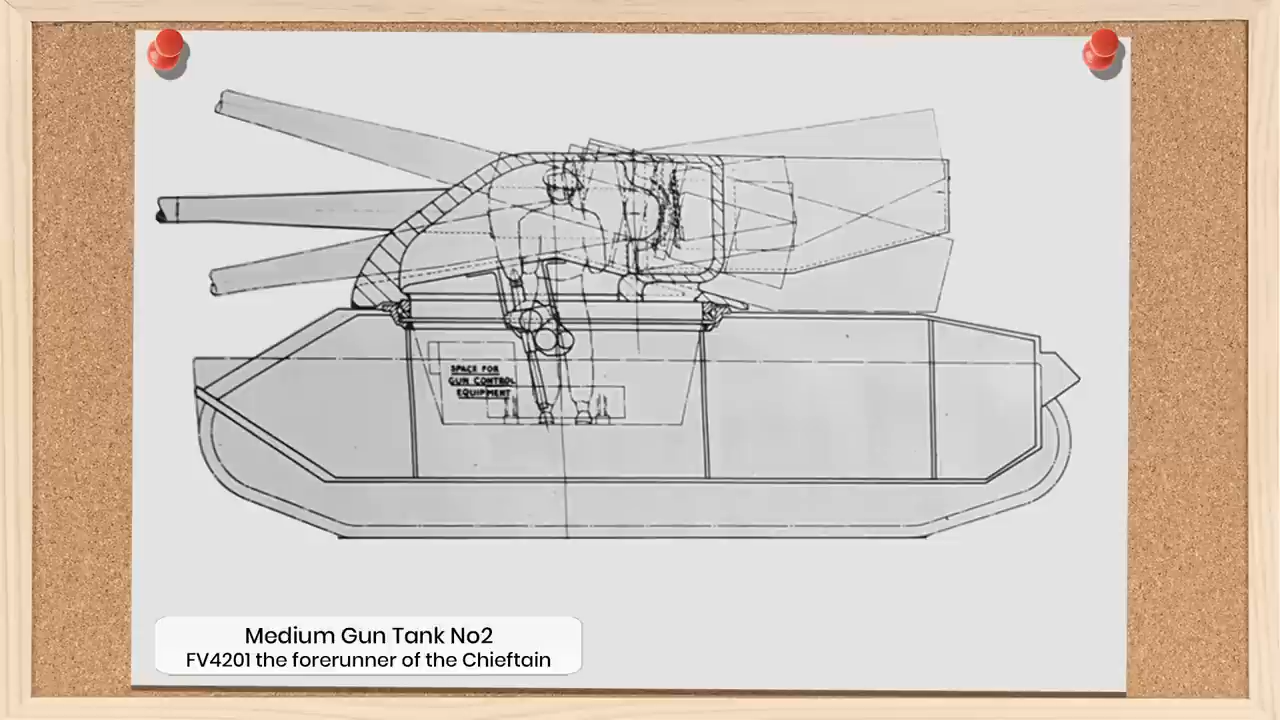 SPACE FOR
GUN CONTROL
EQUIPMENT
Medium Gun Tank No2
FV4201 the forerunner of the Chieftain